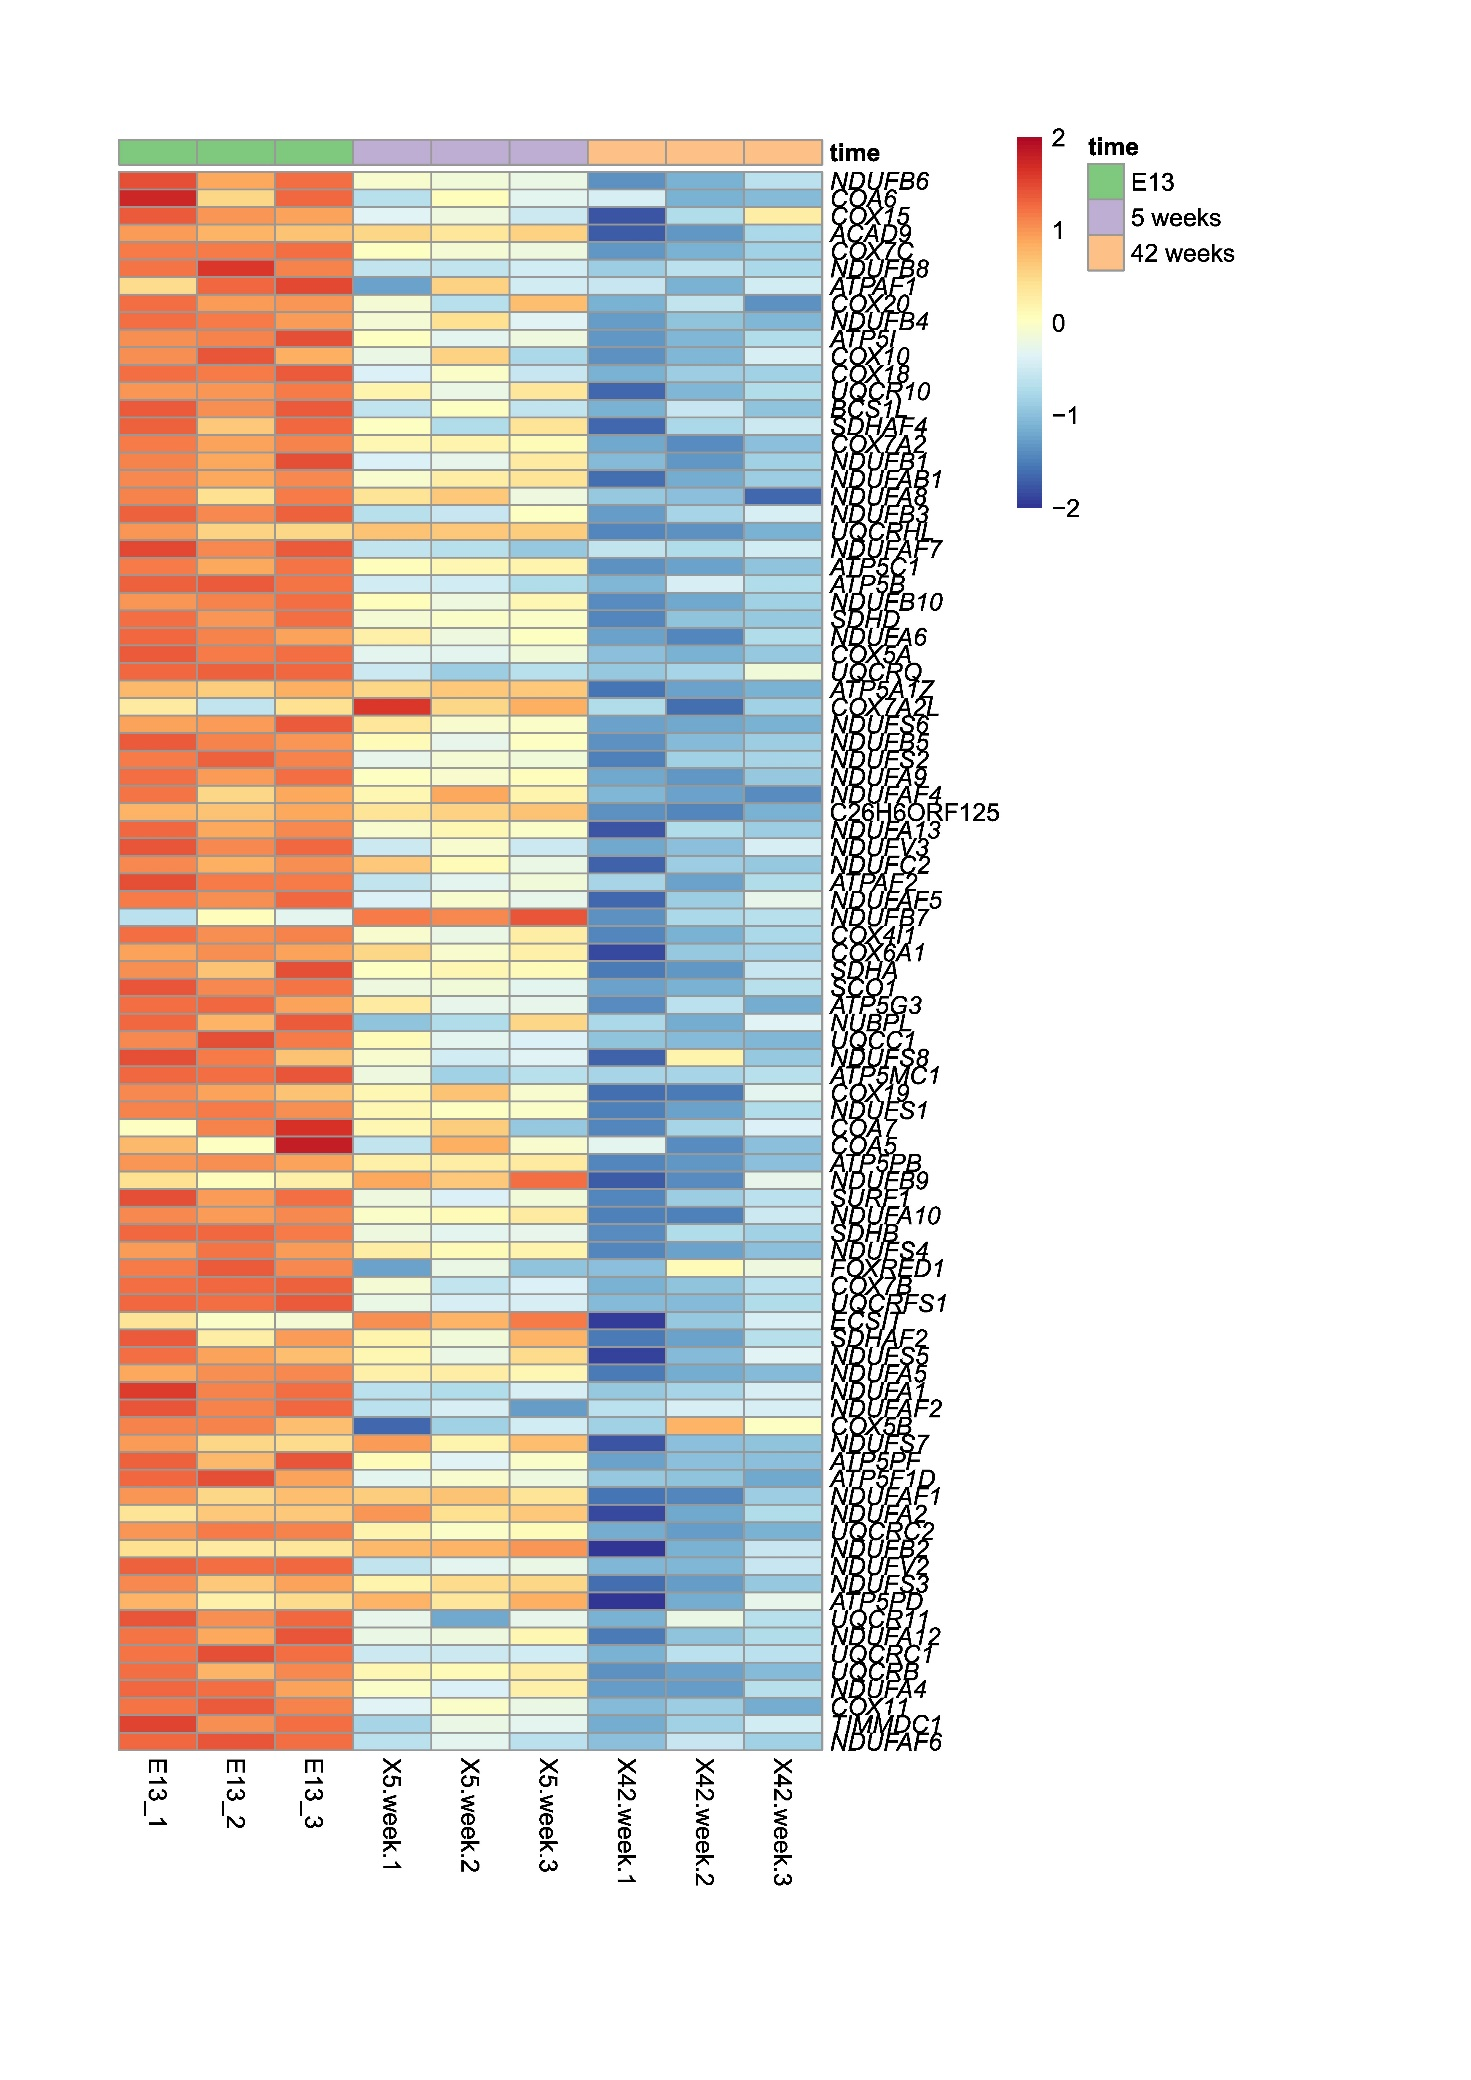 time
NDUFB6
COA6
COX15
ACAD9
COX7C
NDUFB8
ATPAF1
COX20
NDUFB4
ATP5I
COX10
COX18
UQCR10
BCS1L
SDHAF4
COX7A2
NDUFB1
NDUFAB1
NDUFA8
NDUFB3
UQCRHL
NDUFAF7
ATP5C1
ATP5B
NDUFB10
SDHD
NDUFA6
COX5A
UQCRQ
ATP5A1Z
COX7A2L
NDUFS6
NDUFB5
NDUFS2
NDUFA9
NDUFAF4
C26H6ORF125
NDUFA13
NDUFV3
NDUFC2
ATPAF2
NDUFAF5
NDUFB7
COX4I1
COX6A1
SDHA
SCO1
ATP5G3
NUBPL
UQCC1
NDUFS8
ATP5MC1
COX19
NDUFS1
COA7
COA5
ATP5PB
NDUFB9
SURF1
NDUFA10
SDHB
NDUFS4
FOXRED1
COX7B
UQCRFS1
ECSIT
SDHAF2
NDUFS5
NDUFA5
NDUFA1
NDUFAF2
COX5B
NDUFS7
ATP5PF
ATP5F1D
NDUFAF1
NDUFA2
UQCRC2
NDUFB2
NDUFV2
NDUFS3
ATP5PD
UQCR11
NDUFA12
UQCRC1
UQCRB
NDUFA4
COX11
TIMMDC1
NDUFAF6
E13_1
E13_2
E13_3
X5.week.1
X5.week.2
X5.week.3
X42.week.1
X42.week.2
X42.week.3
2
1
0
−1
−2
time
E13
5 weeks
42 weeks